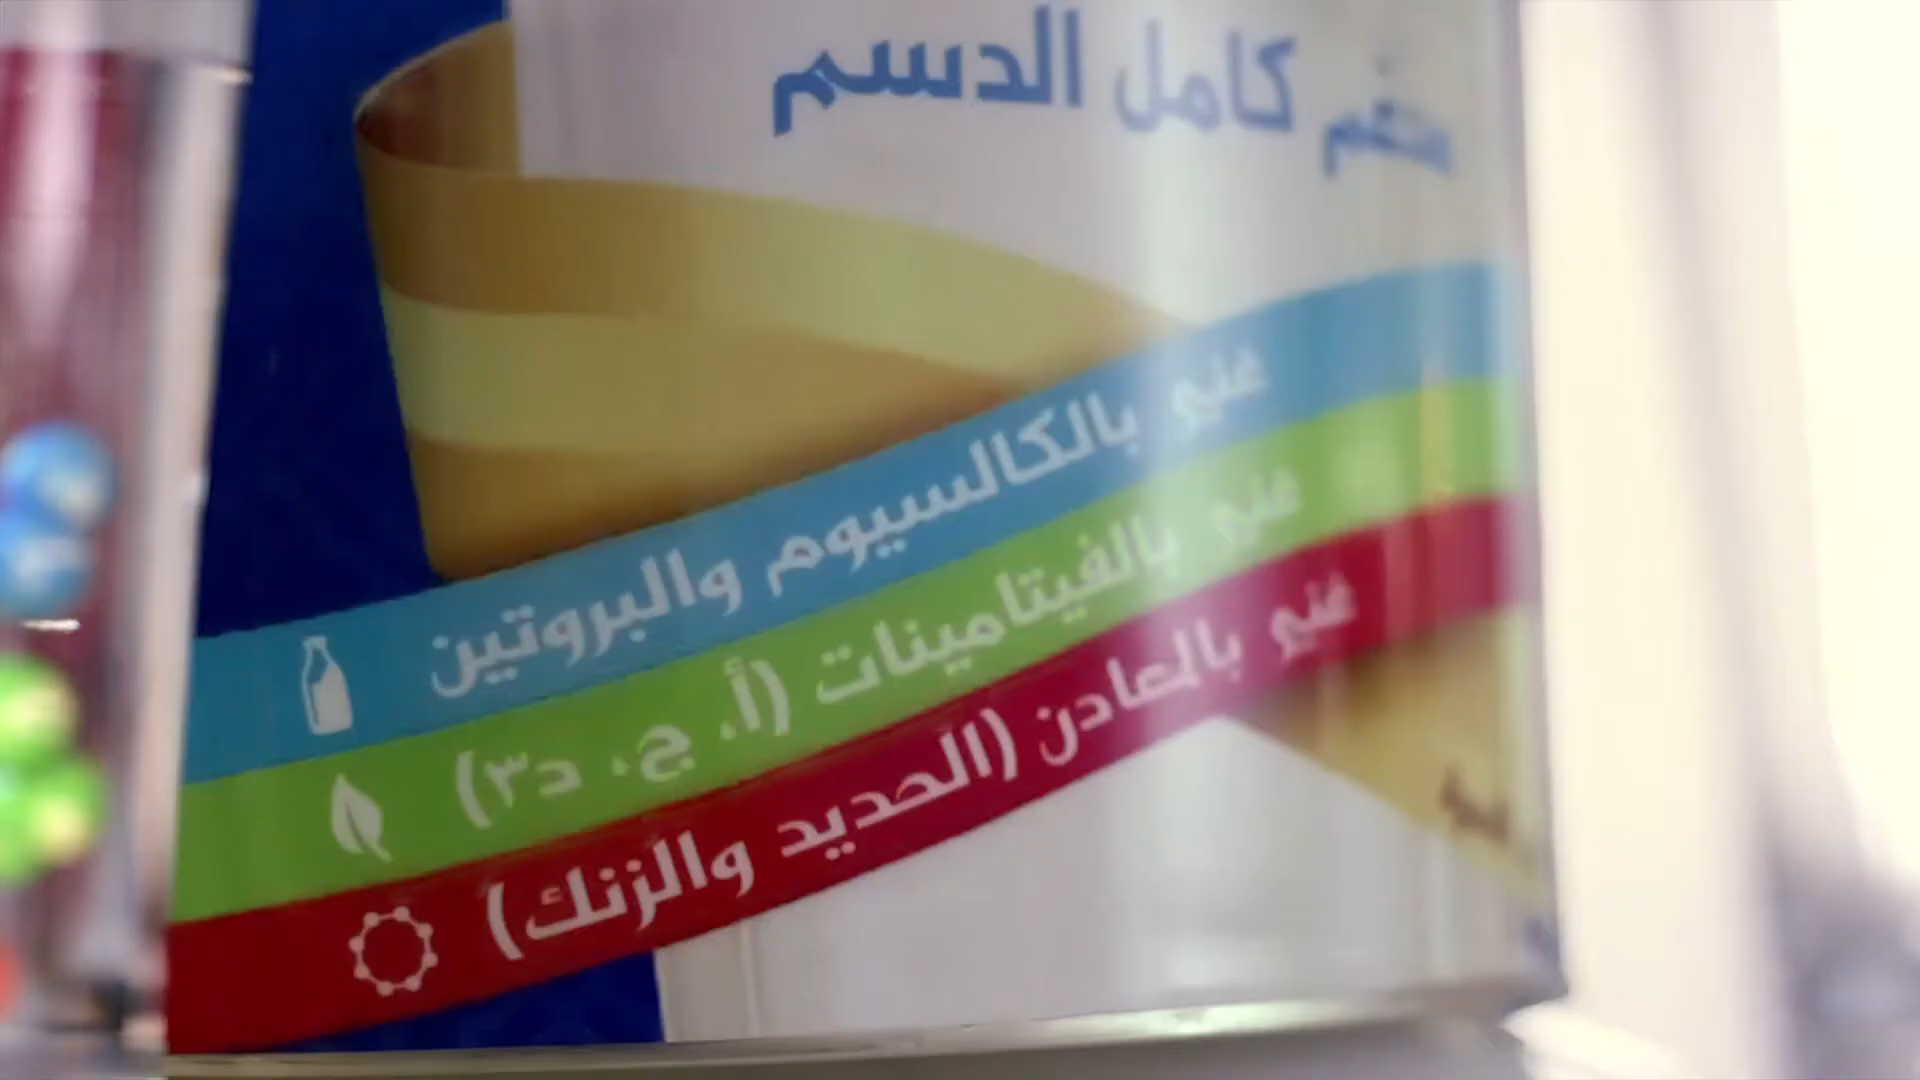 كامل الدسم
غني بالكالسيوم والبروتين
غني بالفيتامينات (أ، ج، د٣)
غني بالمعادن (الحديد والزنك)